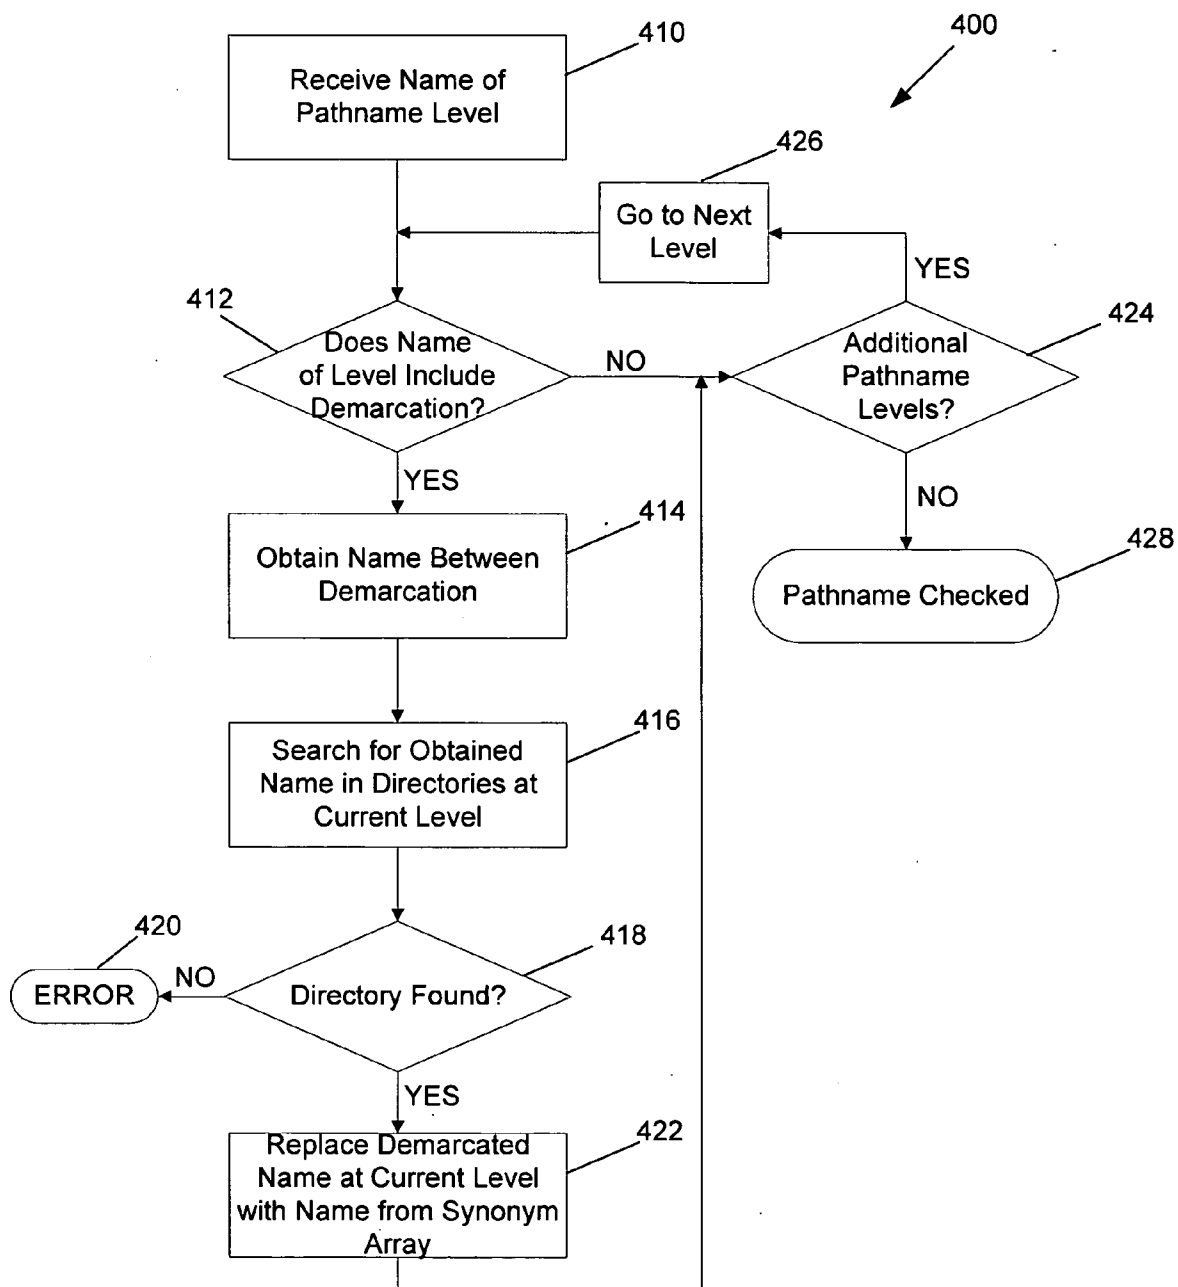 410
400
Receive Name of
Pathname Level
426
Go to Next
Level
YES
412
Does Name
of Level Include
Demarcation?
NO
424
Additional
Pathname
Levels?
YES
NO
414
Obtain Name Between
Demarcation
428
Pathname Checked
416
Search for Obtained
Name in Directories at
Current Level
420
ERROR
NO
418
Directory Found?
YES
422
Replace Demarcated
Name at Current Level
with Name from Synonym
Array